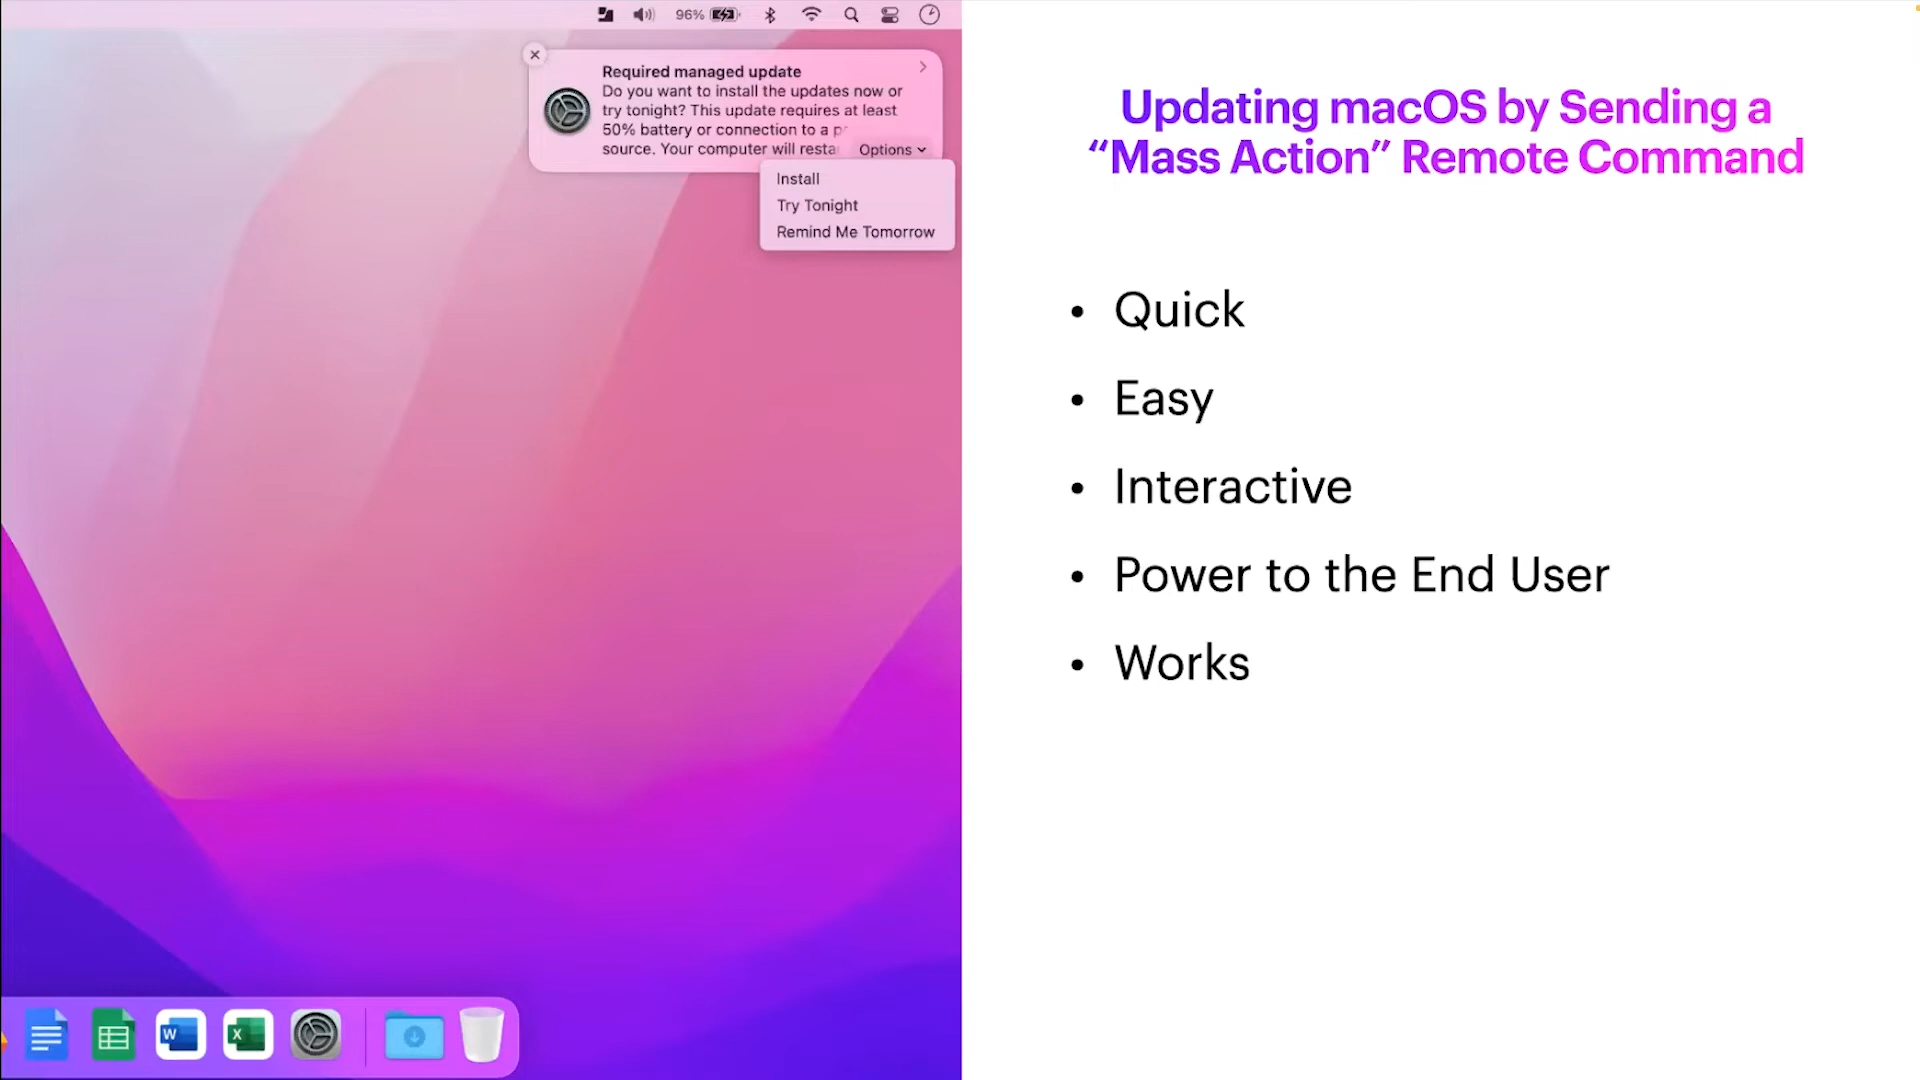 96%
Required managed update
Do you want to install the updates now or
try tonight? This update requires at least
50% battery or connection to a
source. Your computer will Options
Install
Try Tonight
Remind Me Tomorrow
W
X
Updating macOS by Sending a
“Mass Action” Remote Command
• Quick
• Easy
• Interactive
• Power to the End User
• Works